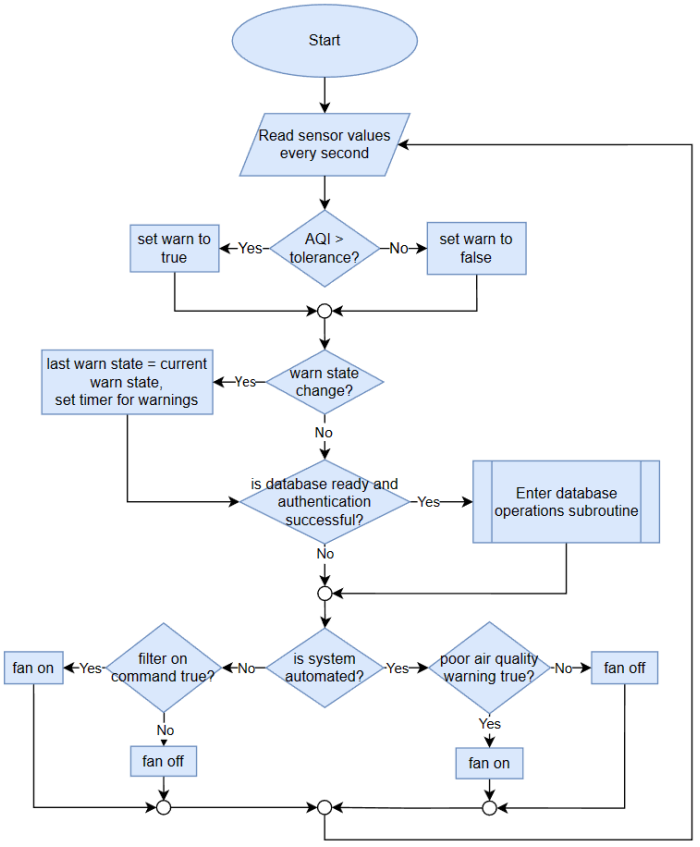 Start
Read sensor values
every second
AQI >
tolerance?
Yes
No
set warn to
true
set warn to
false
warn state
change?
Yes
last warn state = current
warn state,
set timer for warnings
No
is database ready and
authentication
successful?
Yes
Enter database
operations subroutine
No
is system
automated?
No
Yes
filter on
command true?
Yes
fan on
No
fan off
poor air quality
warning true?
No
fan off
Yes
fan on